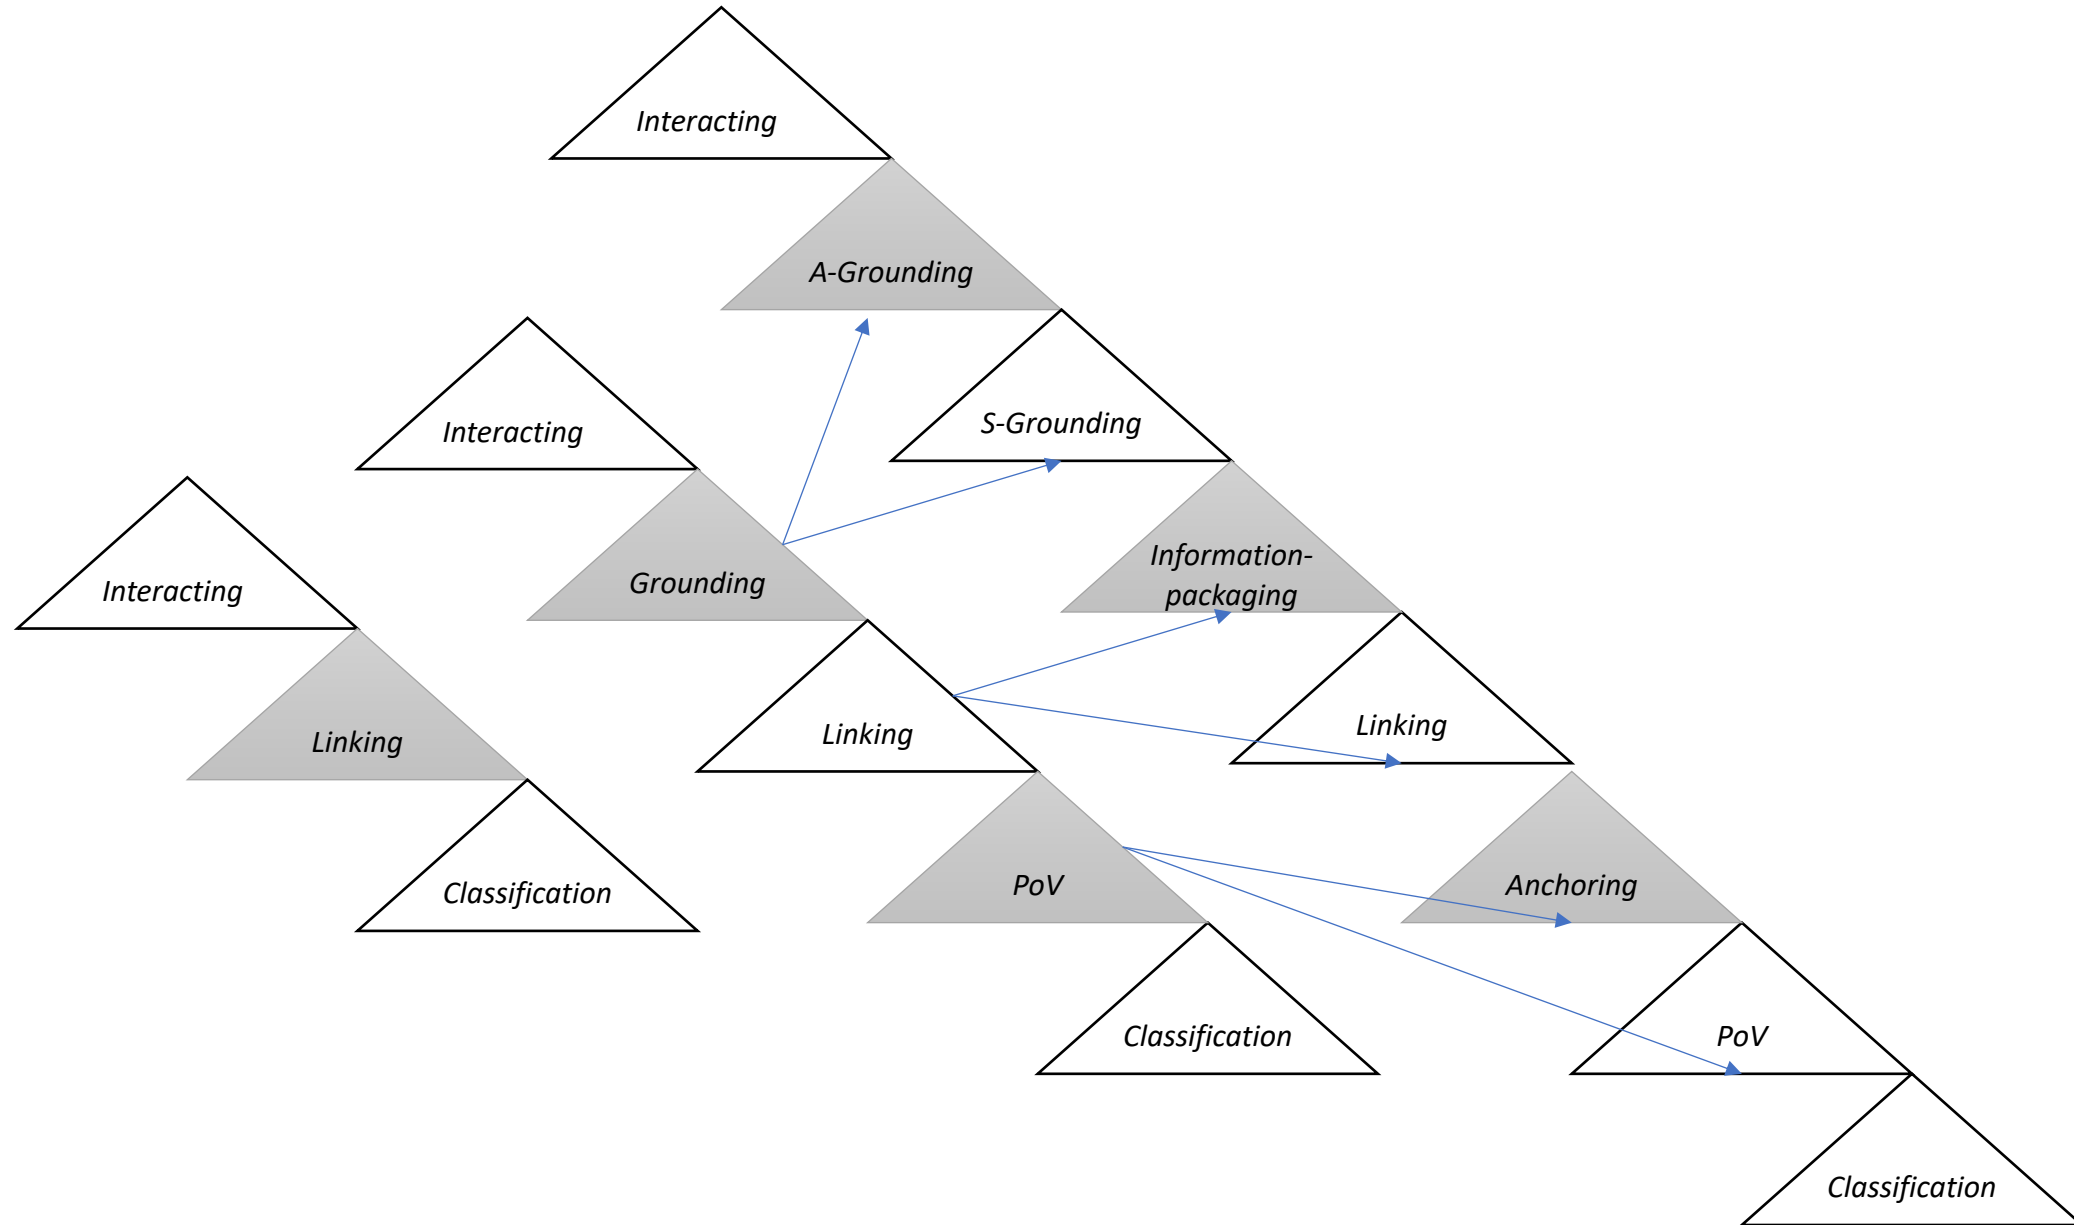 Interacting
A-Grounding
S-Grounding
Information-
packaging
Linking
Anchoring
PoV
Classification
Interacting
Grounding
Linking
PoV
Classification
Interacting
Linking
Classification